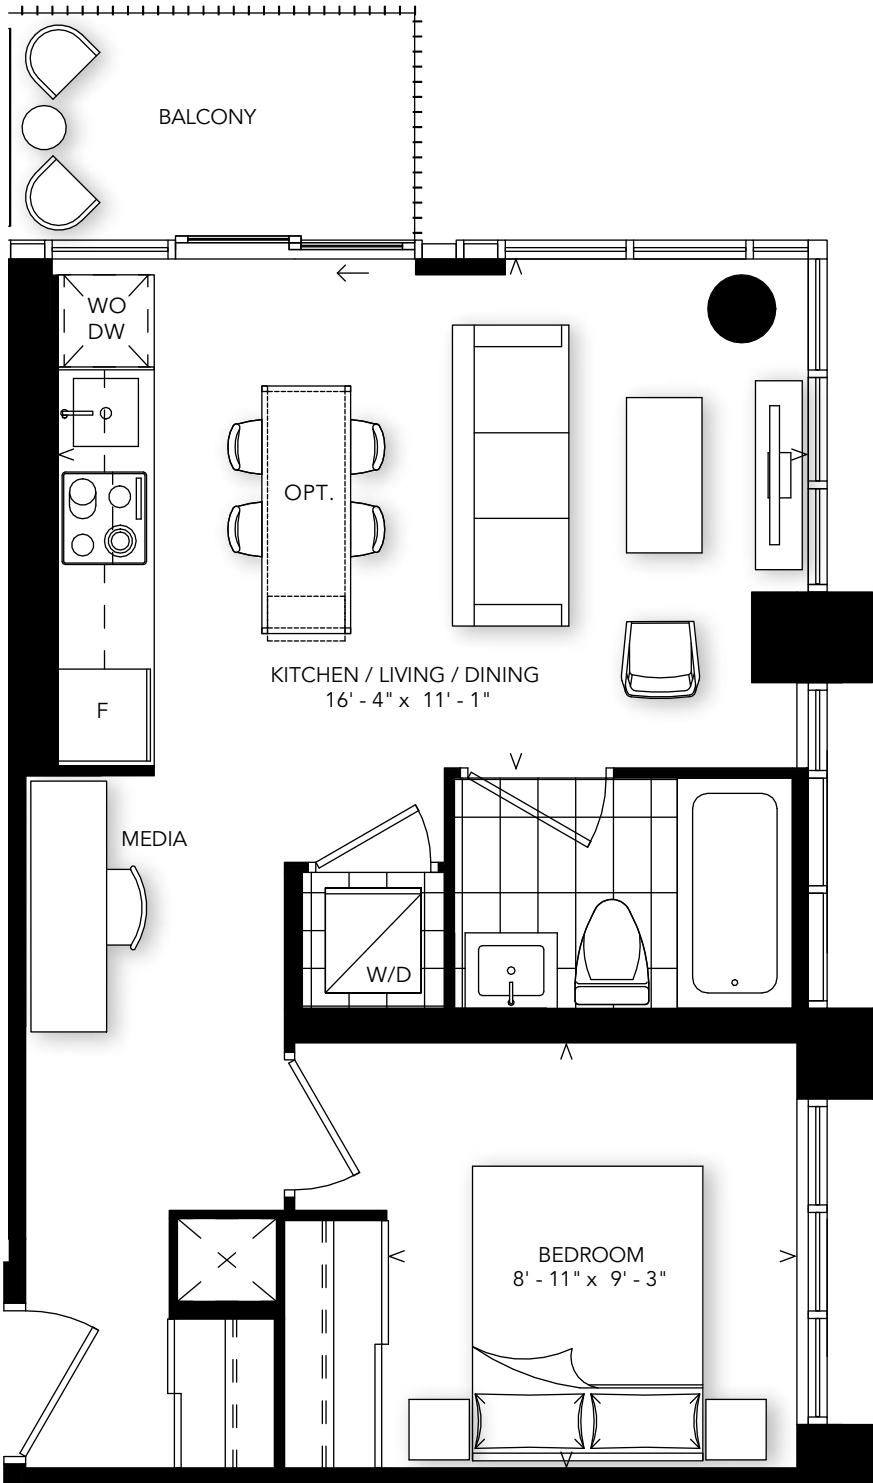 BALCONY
WO
DW
OPT.
KITCHEN / LIVING / DINING
16' - 4" x 11' - 1"
F
MEDIA
W/D
BEDROOM
8' - 11" x 9' - 3"